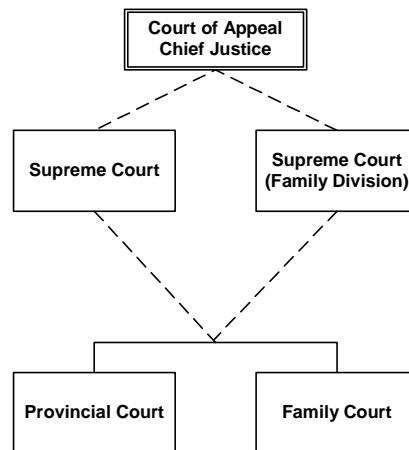 Court of Appeal
Chief Justice
Supreme Court
Supreme Court
(Family Division)
Provincial Court
Family Court